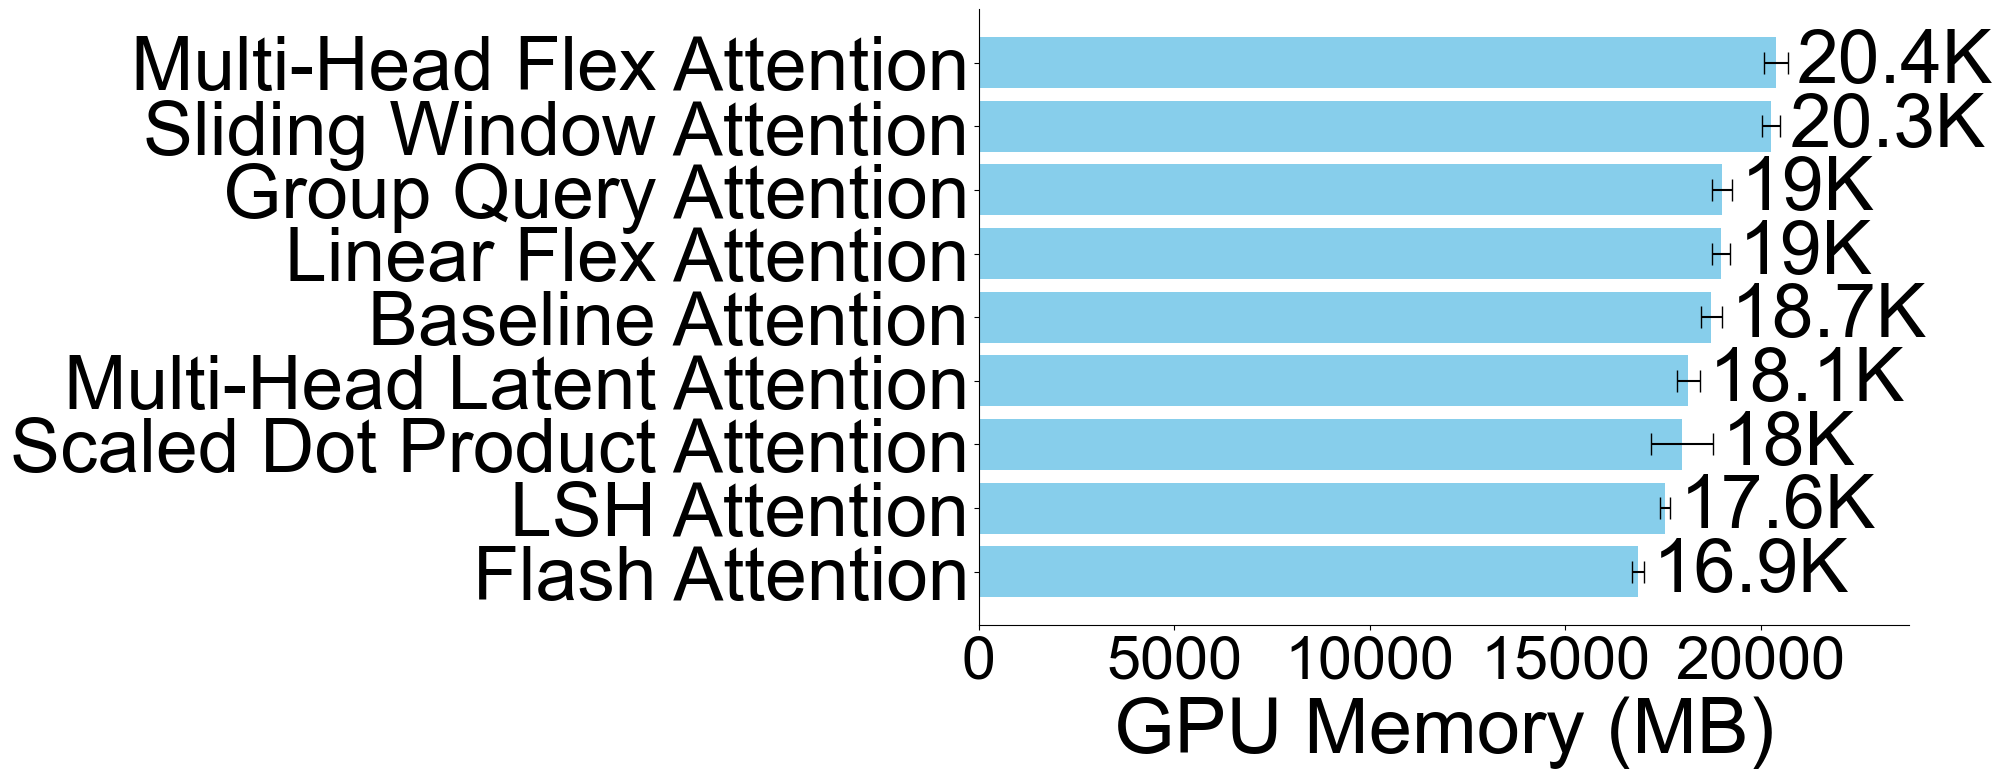 Multi-Head Flex Attention 20.4K
Sliding Window Attention 20.3K
Group Query Attention 19K
Linear Flex Attention 19K
Baseline Attention 18.7K
Multi-Head Latent Attention 18.1K
Scaled Dot Product Attention 18K
LSH Attention 17.6K
Flash Attention 16.9K
0 5000 10000 15000 20000
GPU Memory (MB)